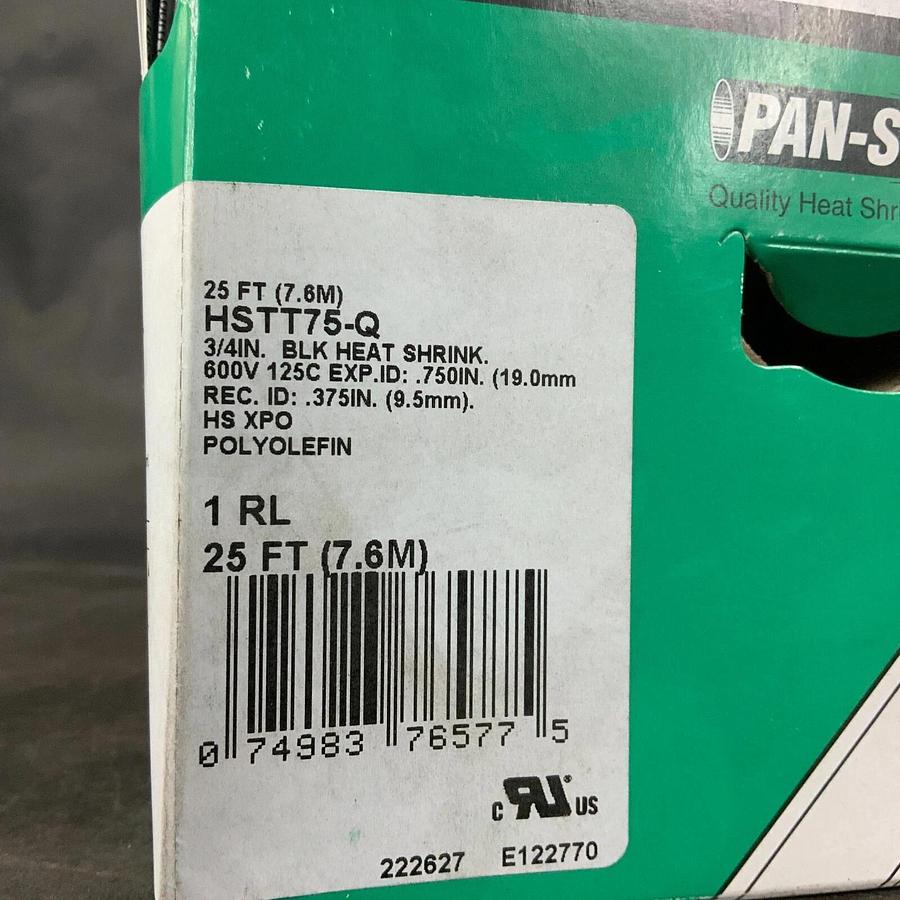 PAN-S
Quality Heat Shr
25 FT (7.6M)
HSTT75-Q
3/4IN. BLK HEAT SHRINK.
600V 125C EXP.ID: .750IN. (19.0mm
REC. ID: .375IN. (9.5mm).
HS XPO
POLYOLEFIN
1 RL
25 FT (7.6M)
0 74983 76577 5
c RU® US
222627 E122770